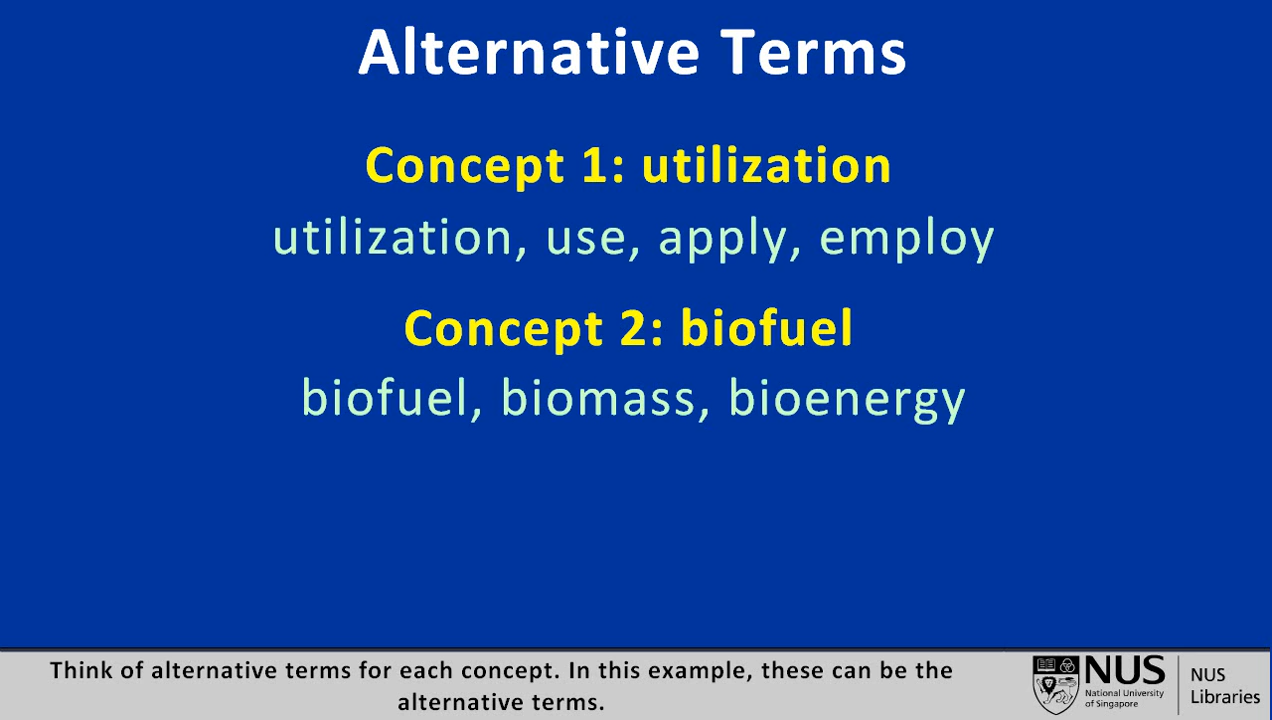 Alternative Terms
Concept 1: utilization
utilization, use, apply, employ
Concept 2: biofuel
biofuel, biomass, bioenergy
Think of alternative terms for each concept. In this example, these can be the
alternative terms.
NUS
National University
of Singapore
NUS
Libraries